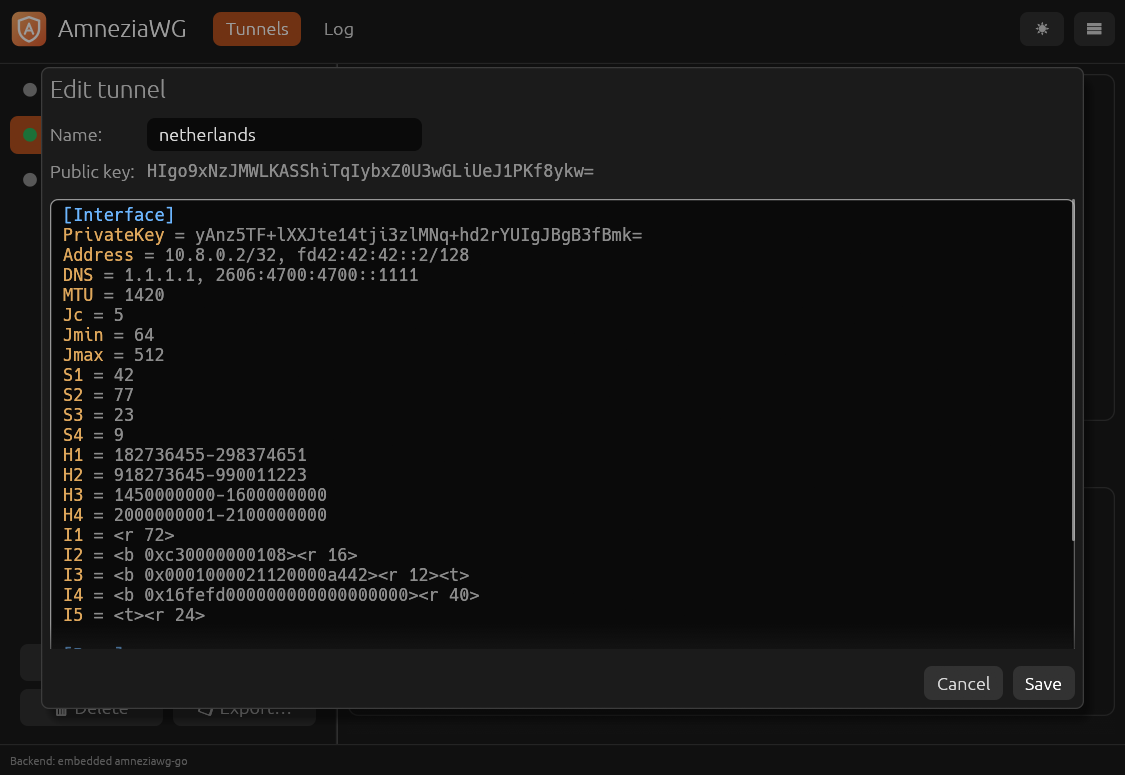 AmneziaWG
Tunnels
Log
Edit tunnel
Name:
netherlands
Public key: HIgo9xNzJMWLKASShiTqIybxZ0U3wGLiUeJ1PKf8ykw=
[Interface]
PrivateKey = yAnz5TF+lXXJte14tji3zlMNq+hd2rYUIgJBgB3fBmk=
Address = 10.8.0.2/32, fd42:42:42::2/128
DNS = 1.1.1.1, 2606:4700:4700::1111
MTU = 1420
Jc = 5
Jmin = 64
Jmax = 512
S1 = 42
S2 = 77
S3 = 23
S4 = 9
H1 = 182736455-298374651
H2 = 918273645-990011223
H3 = 1450000000-1600000000
H4 = 2000000001-2100000000
I1 = <r 72>
I2 = <b 0xc30000000108><r 16>
I3 = <b 0x0001000021120000a442><r 12><t>
I4 = <b 0x16fefd0000000000000000000><r 40>
I5 = <t><r 24>
Cancel
Save
Delete
Export...
Backend: embedded amneziawg-go